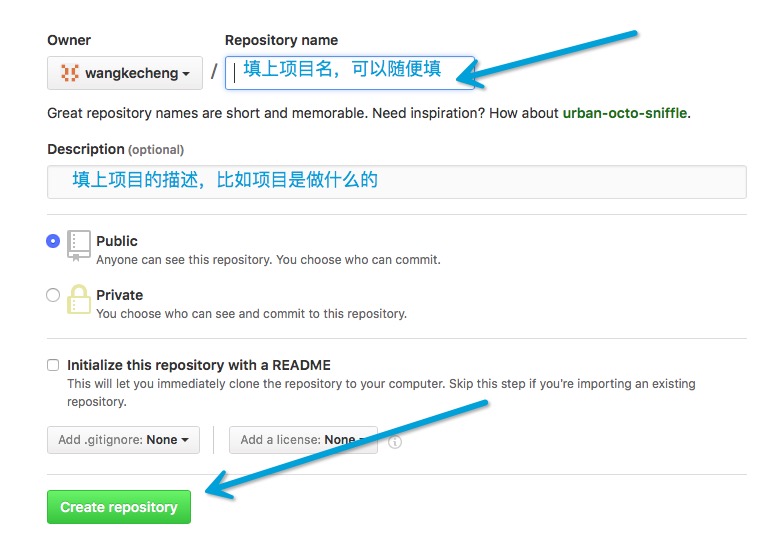 Owner
Repository name
wangkecheng
/
填上项目名，可以随便填
Great repository names are short and memorable. Need inspiration? How about urban-octo-sniffle.
Description (optional)
填上项目的描述，比如项目是做什么的
Public
Anyone can see this repository. You choose who can commit.
Private
You choose who can see and commit to this repository.
Initialize this repository with a README
This will let you immediately clone the repository to your computer. Skip this step if you're importing an existing
repository.
Add .gitignore: None
Add a license: None
Create repository